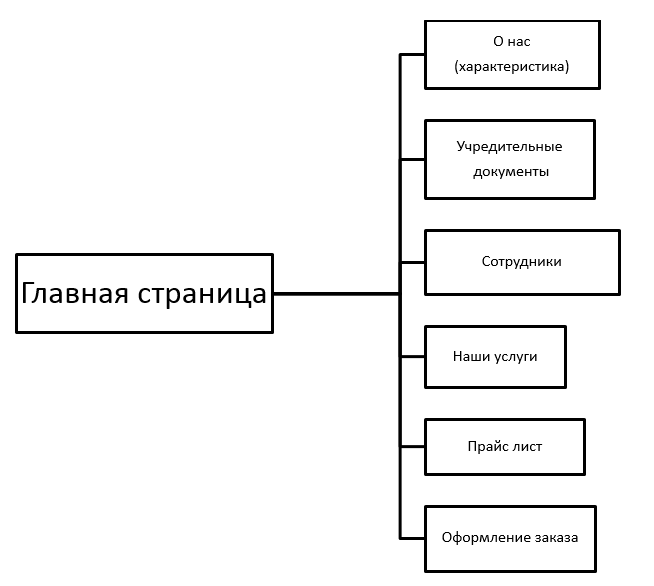 О нас
(характеристика)
Учредительные
документы
Сотрудники
Главная страница
Наши услуги
Прайс лист
Оформление заказа